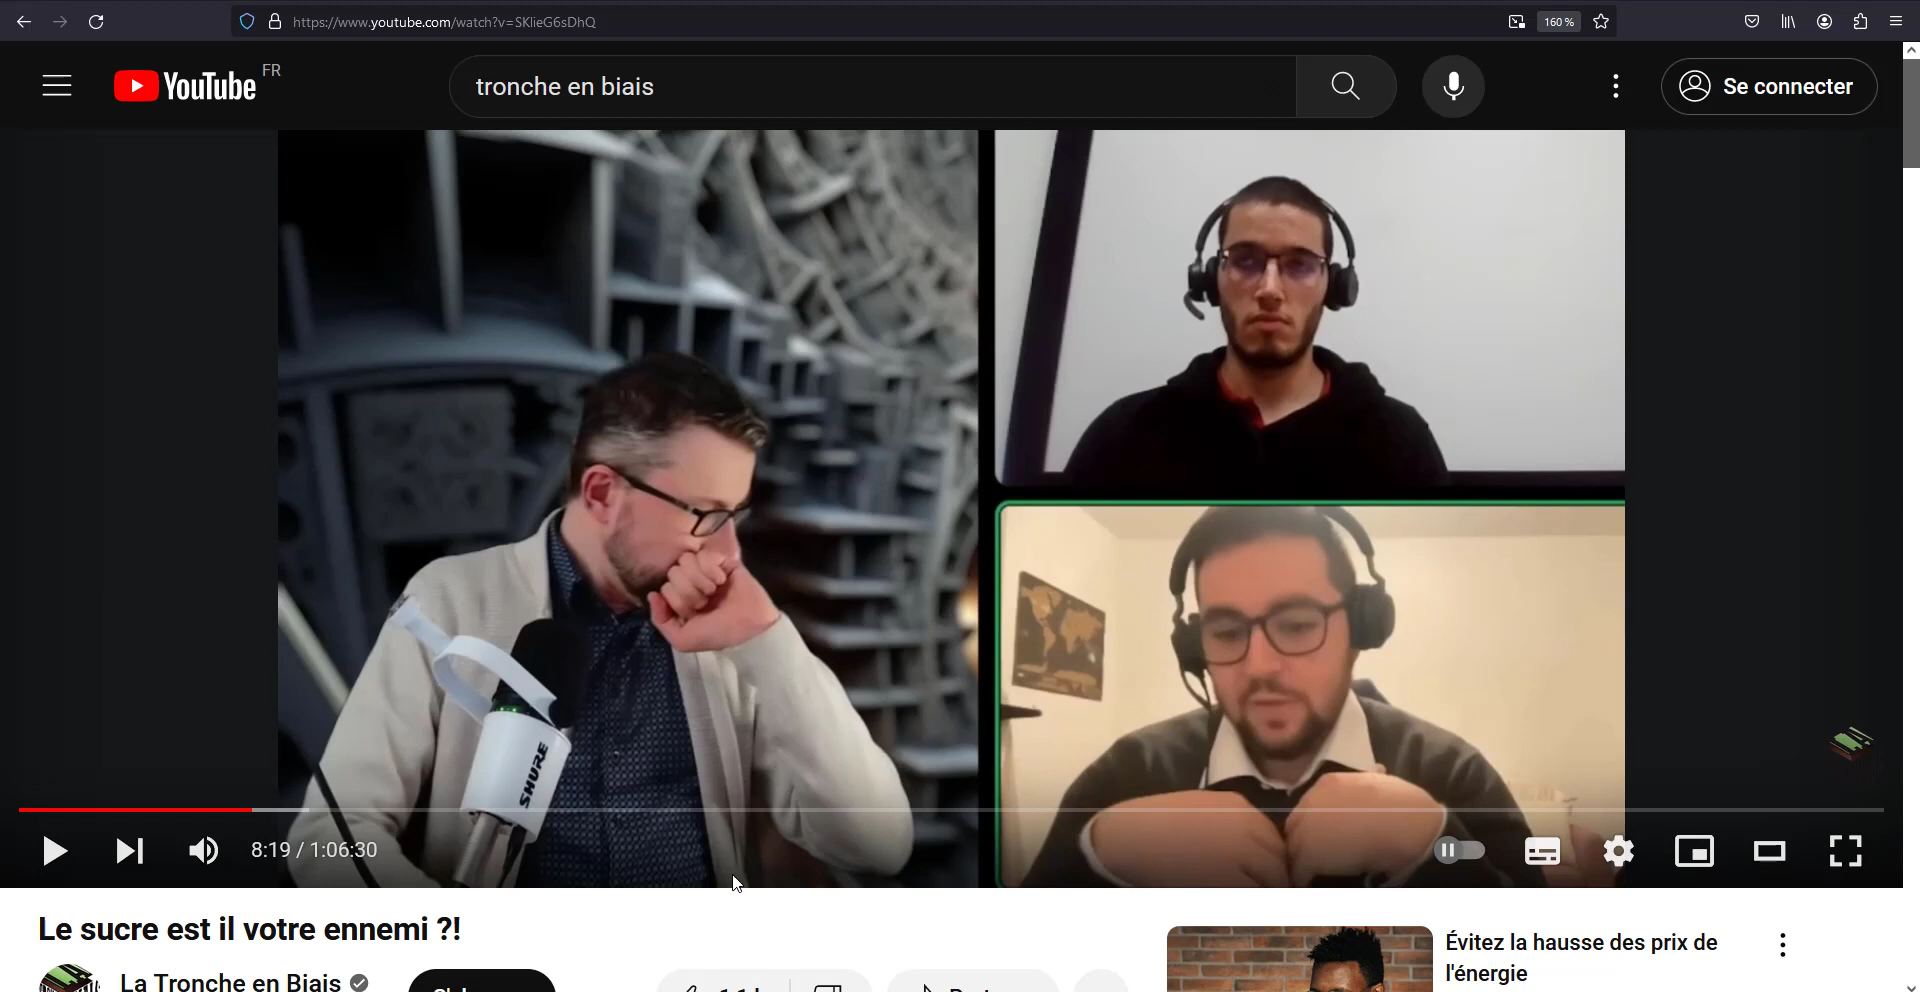 https://www.youtube.com/watch?v=SKlieG6sDhQ
160 %
YouTube FR
tronche en biais
Se connecter
SHURE
8:19 / 1:06:30
Le sucre est il votre ennemi ?!
La Tronche en Biais
Évitez la hausse des prix de
l'énergie